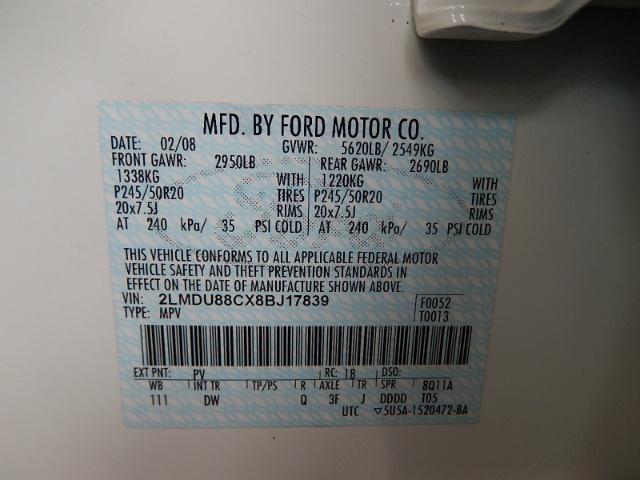 MFD. BY FORD MOTOR CO.
DATE: 02/08 GVWR: 5620LB/ 2549KG
FRONT GAWR: 2950LB REAR GAWR: 2690LB
1338KG WITH 1220KG WITH
P245/50R20 TIRES P245/50R20 TIRES
20x7.5J RIMS 20x7.5J RIMS
AT 240 kPa/ 35 PSI COLD AT 240 kPa/ 35 PSI COLD
THIS VEHICLE CONFORMS TO ALL APPLICABLE FEDERAL MOTOR
VEHICLE SAFETY AND THEFT PREVENTION STANDARDS IN
EFFECT ON THE DATE OF MANUFACTURE SHOWN ABOVE.
VIN: 2LMDU88CX8BJ17839 F0052
TYPE: MPV T0013
EXT PNT: PV RC: 18 DSO:
WB INT TR TP/PS R AXLE TR SPR 8Q11A
111 DW Q 3F J DDDD T05
UTC ▽5U5A-1520472-BA